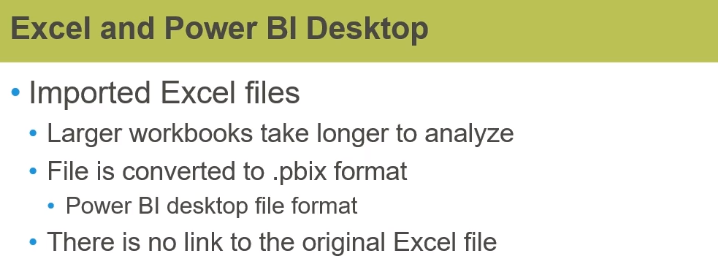 Excel and Power BI Desktop
• Imported Excel files
• Larger workbooks take longer to analyze
• File is converted to .pbix format
• Power BI desktop file format
• There is no link to the original Excel file